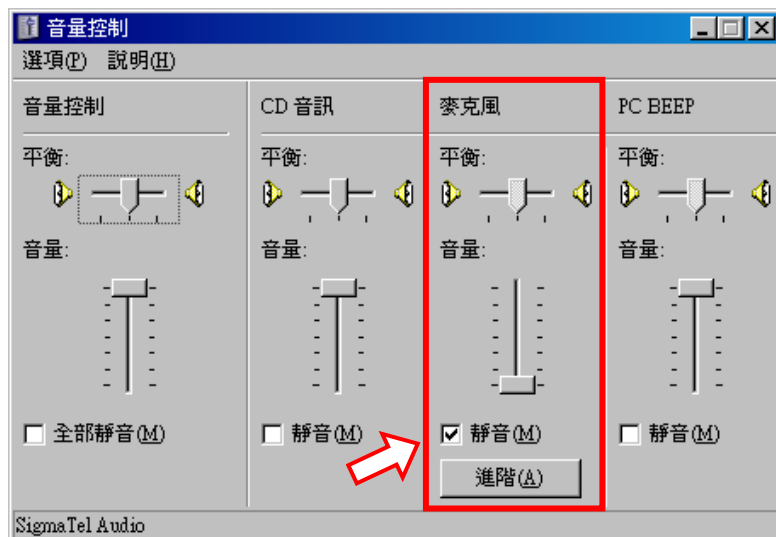 音量控制
選項(P) 說明(H)
音量控制
平衡:
音量:
全部靜音(M)
CD 音訊
平衡:
音量:
靜音(M)
麥克風
平衡:
音量:
靜音(M)
進階(A)
PC BEEP
平衡:
音量:
靜音(M)
SigmaTel Audio